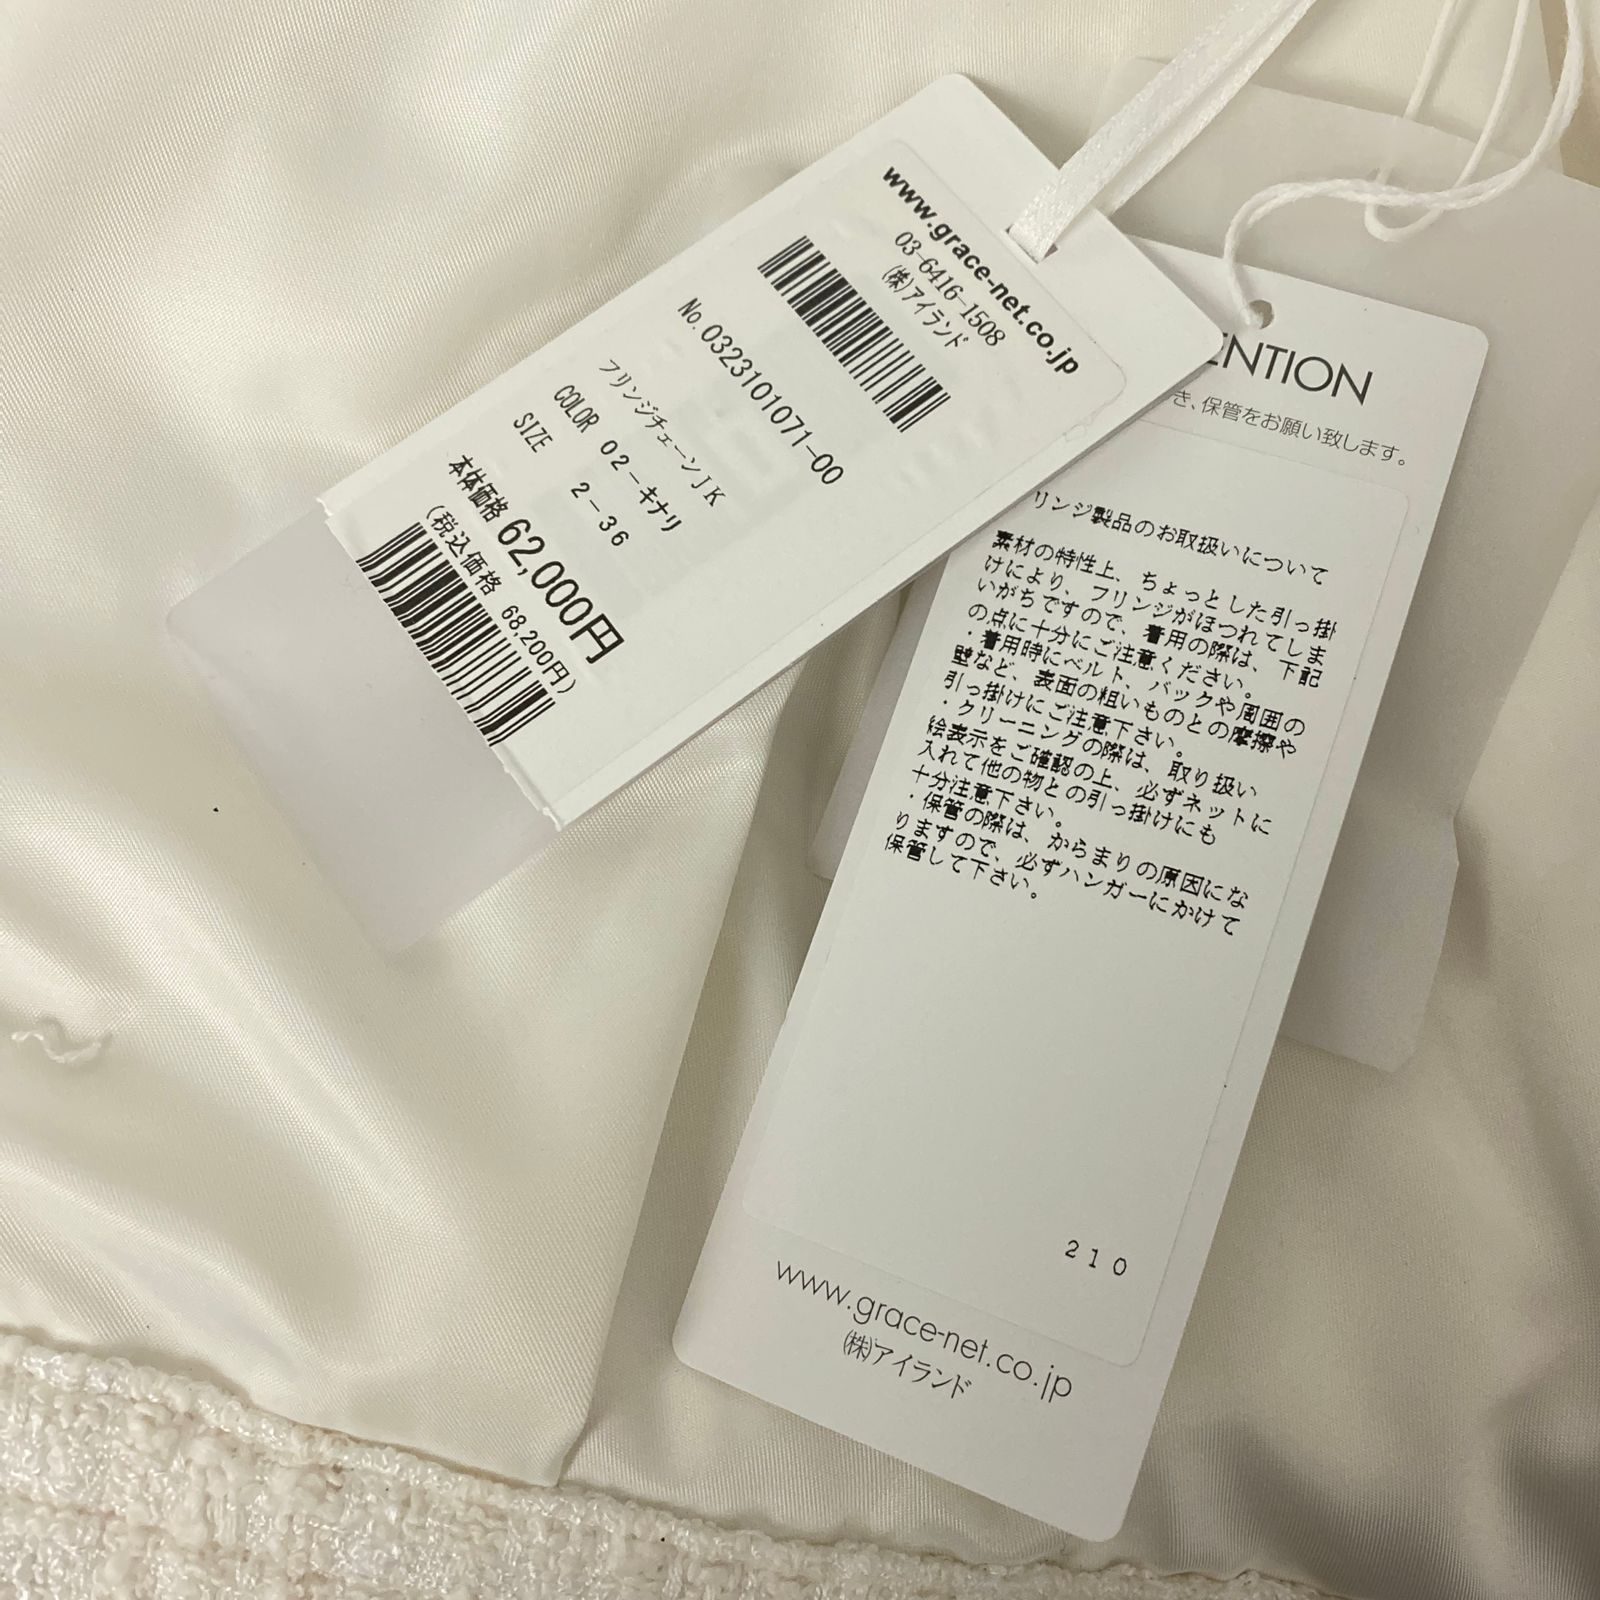 www.grace-net.co.jp
03-6416-1508
(株)アイランド
No.0323101071-00
フリンジチェーンJK
COLOR 02-キナリ
SIZE 2-36
本体価格 62,000円
(税込価格 68,200円)
ENTION
き、保管をお願い致します。
リンジ製品のお取扱いについて
素材の特性上、ちょっとした引っ掛
けにより、フリンジがほつれてしま
いがちですので、着用の際は、下記
の点に十分にご注意ください。
・着用時にベルト、バックや周囲の
壁など、表面の粗いものとの摩擦や
引っ掛けにご注意下さい。
・クリーニングの際は、取り扱い
絵表示をご確認の上、必ずネットに
入れて他の物との引っ掛けにも
十分注意下さい。
・保管の際は、からまりの原因にな
りますので、必ずハンガーにかけて
保管して下さい。
210
www.grace-net.co.jp
(株)アイランド